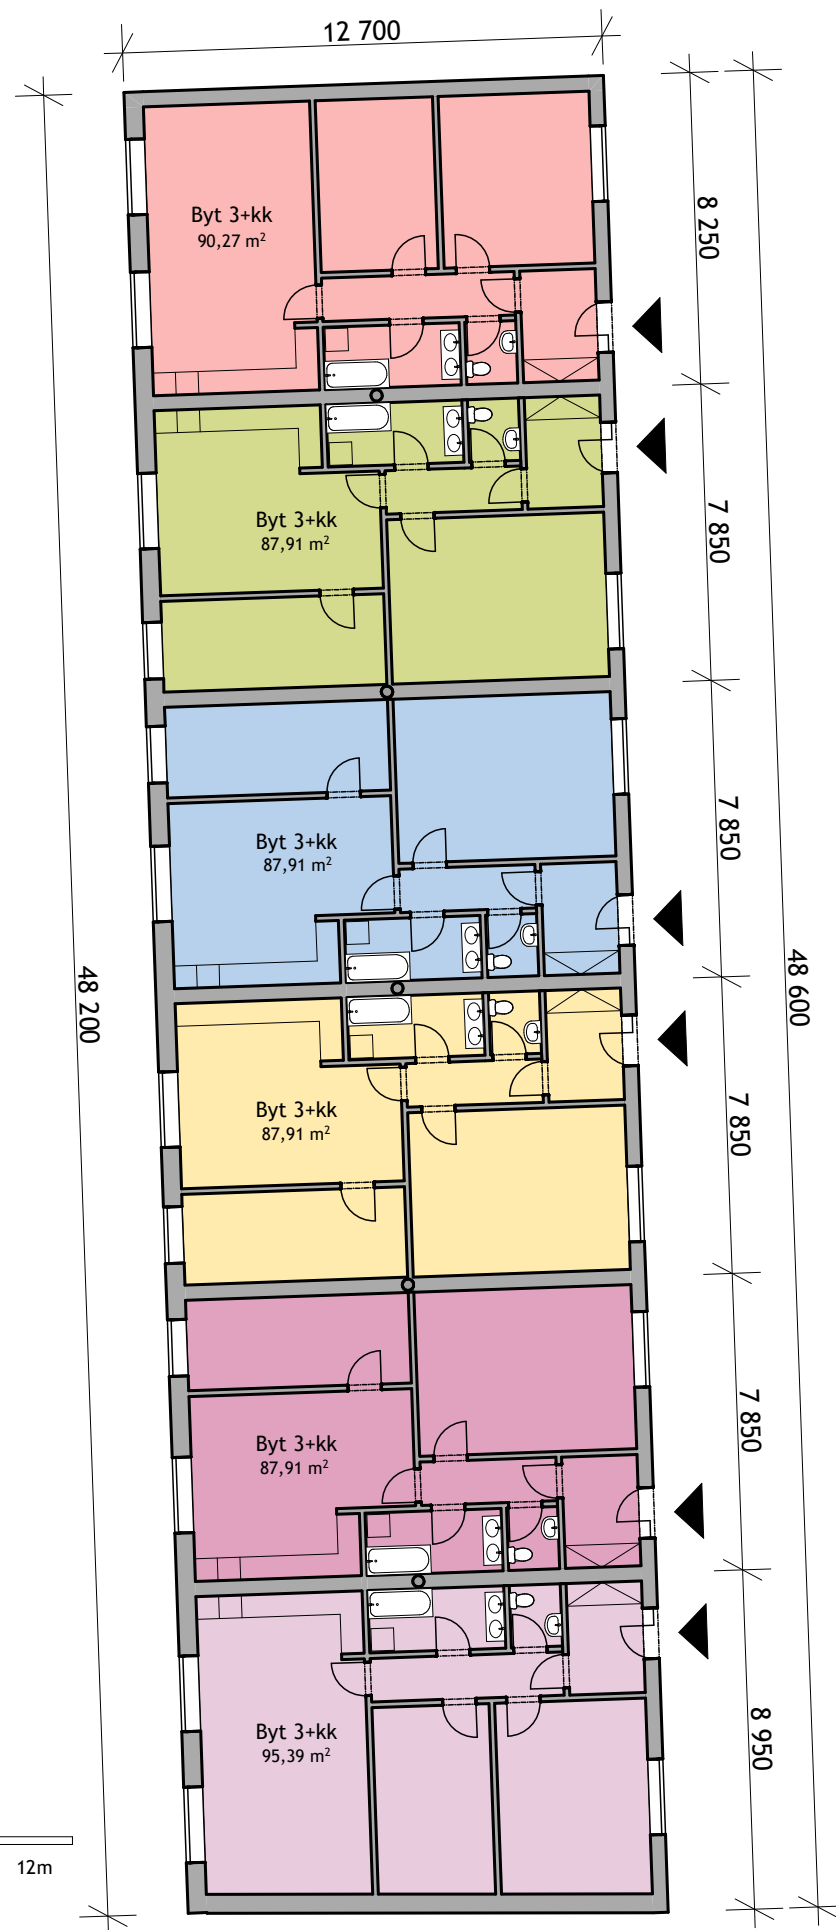 12 700
8 250
Byt 3+kk
90,27 m²
7 850
Byt 3+kk
87,91 m²
7 850
Byt 3+kk
87,91 m²
48 200
48 600
7 850
Byt 3+kk
87,91 m²
7 850
Byt 3+kk
87,91 m²
8 950
Byt 3+kk
95,39 m²
12m